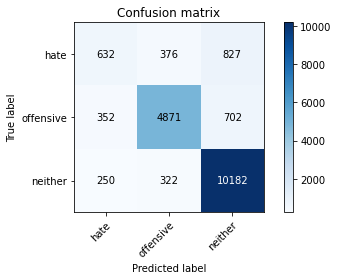 Confusion matrix
True label
hate 632 376 827
offensive 352 4871 702
neither 250 322 10182
hate offensive neither
Predicted label
10000
8000
6000
4000
2000